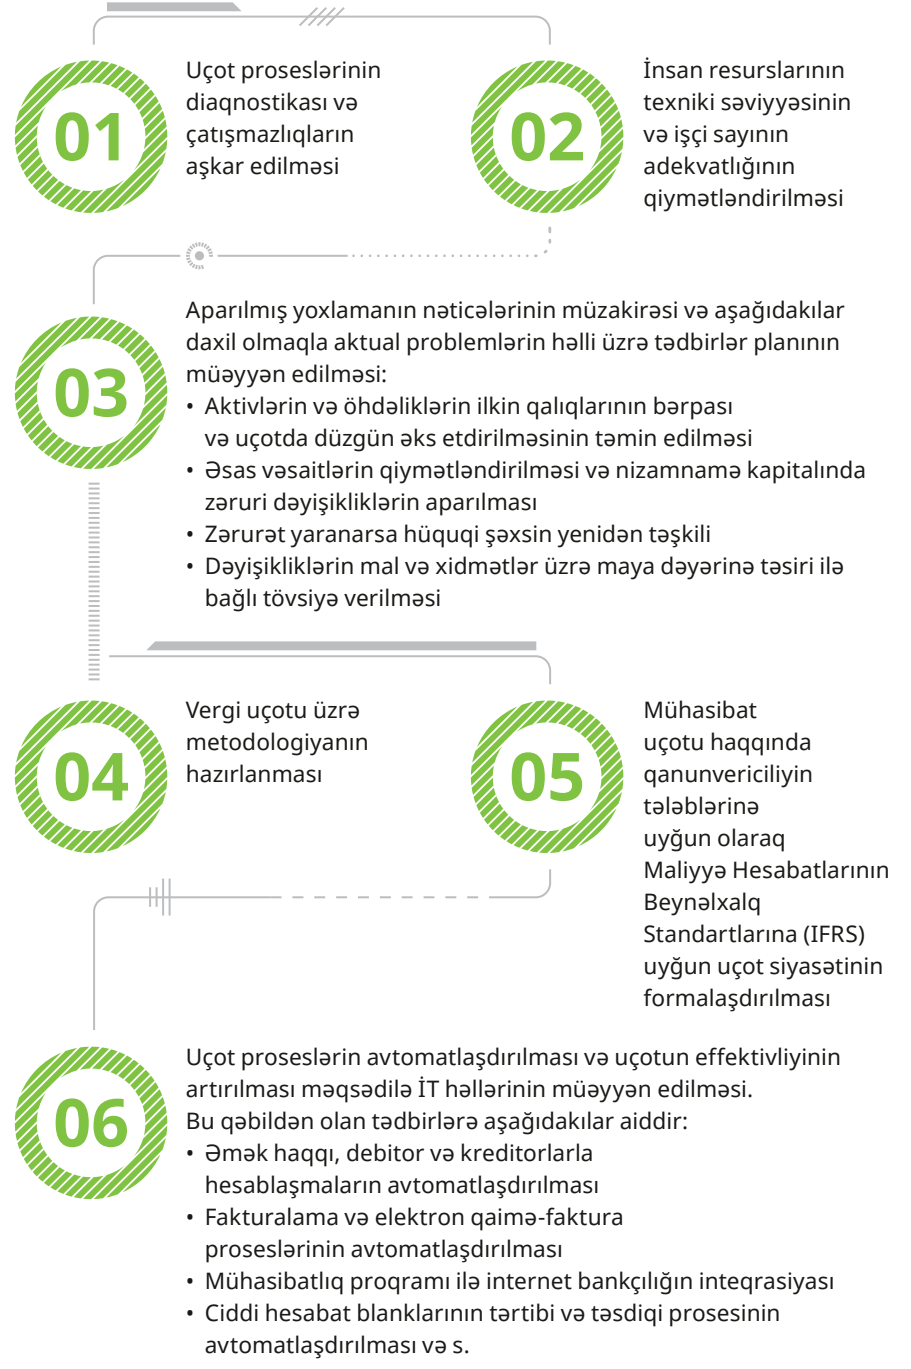 01
Uçot proseslərinin
diaqnostikası və
çatışmazlıqların
aşkar edilməsi
02
İnsan resurslarının
texniki səviyyəsinin
və işçi sayının
adekvatlığının
qiymətləndirilməsi
03
Aparılmış yoxlamanın nəticələrinin müzakirəsi və aşağıdakılar
daxil olmaqla aktual problemlərin həlli üzrə tədbirlər planının
müəyyən edilməsi:
• Aktivlərin və öhdəliklərin ilkin qalıqlarının bərpası
və uçotda düzgün əks etdirilməsinin təmin edilməsi
• Əsas vəsaitlərin qiymətləndirilməsi və nizamnamə kapitalında
zəruri dəyişikliklərin aparılması
• Zərurət yaranarsa hüquqi şəxsin yenidən təşkili
• Dəyişikliklərin mal və xidmətlər üzrə maya dəyərinə təsiri ilə
bağlı tövsiyə verilməsi
04
Vergi uçotu üzrə
metodologiyanın
hazırlanması
05
Mühasibat
uçotu haqqında
qanunvericiliyin
tələblərinə
uyğun olaraq
Maliyyə Hesabatlarının
Beynəlxalq
Standartlarına (IFRS)
uyğun uçot siyasətinin
formalaşdırılması
06
Uçot proseslərin avtomatlaşdırılması və uçotun effektivliyinin
artırılması məqsədilə İT həllərinin müəyyən edilməsi.
Bu qəbildən olan tədbirlərə aşağıdakılar aiddir:
• Əmək haqqı, debitor və kreditorlarla
hesablaşmaların avtomatlaşdırılması
• Fakturalama və elektron qaimə-faktura
proseslərinin avtomatlaşdırılması
• Mühasibatlıq proqramı ilə internet bankçılığın inteqrasiyası
• Ciddi hesabat blanklarının tərtibi və təsdiqi prosesinin
avtomatlaşdırılması və s.